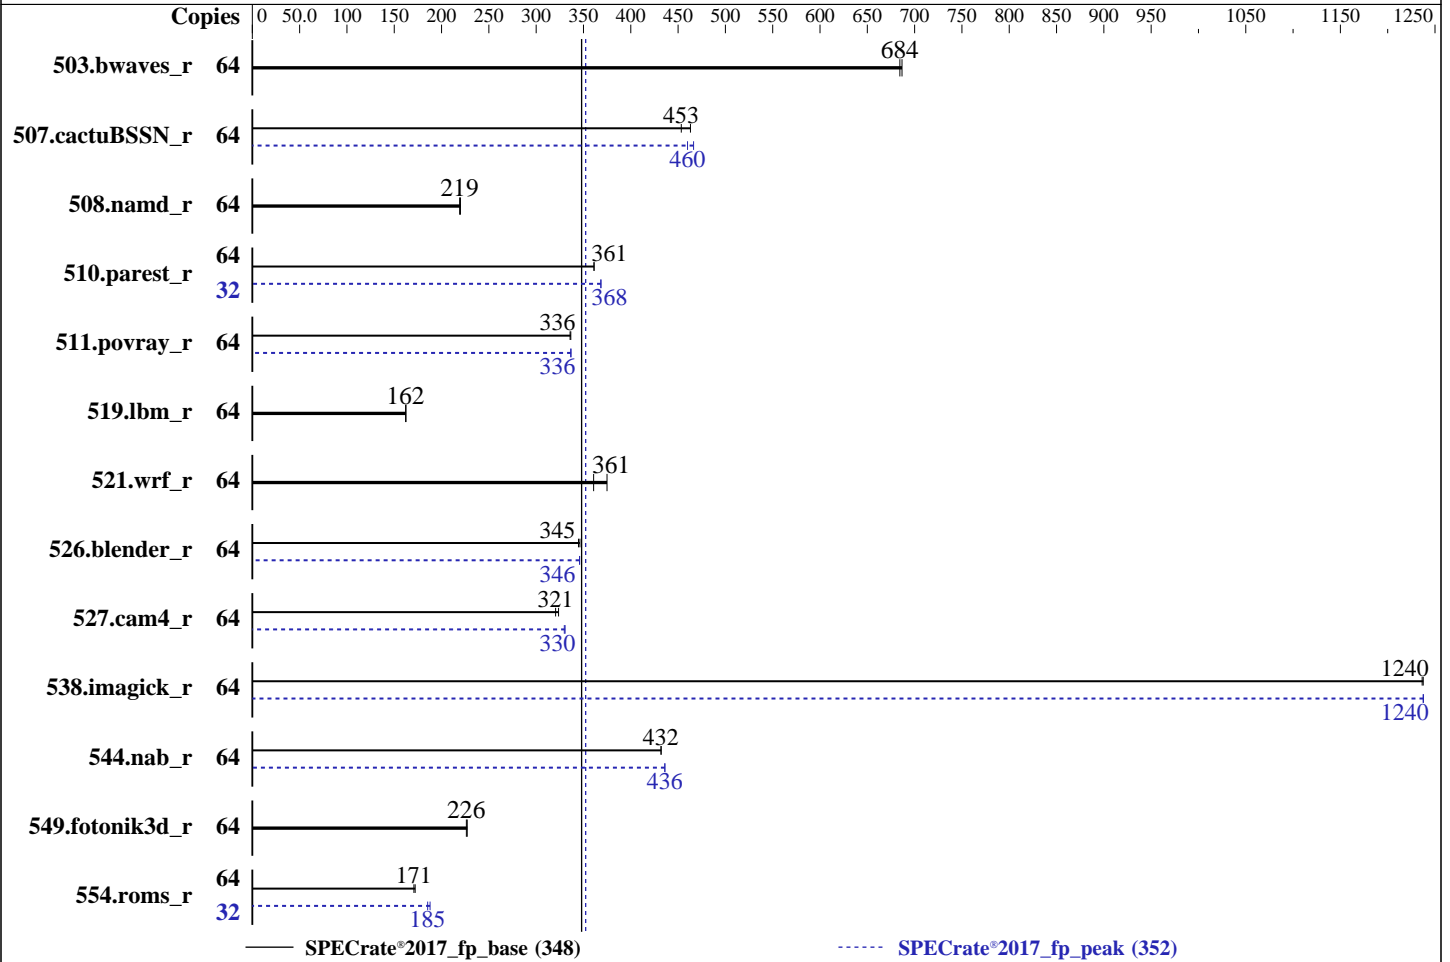 Copies 0 50.0 100 150 200 250 300 350 400 450 500 550 600 650 700 750 800 850 900 950 1050 1150 1250
503.bwaves_r 64 684
507.cactuBSSN_r 64 453
460
508.namd_r 64 219
510.parest_r 64 361
32 368
511.povray_r 64 336
336
519.lbm_r 64 162
521.wrf_r 64 361
526.blender_r 64 345
346
527.cam4_r 64 321
330
538.imagick_r 64 1240
1240
544.nab_r 64 432
436
549.fotonik3d_r 64 226
554.roms_r 64 171
32 185
SPECrate®2017_fp_base (348) SPECrate®2017_fp_peak (352)